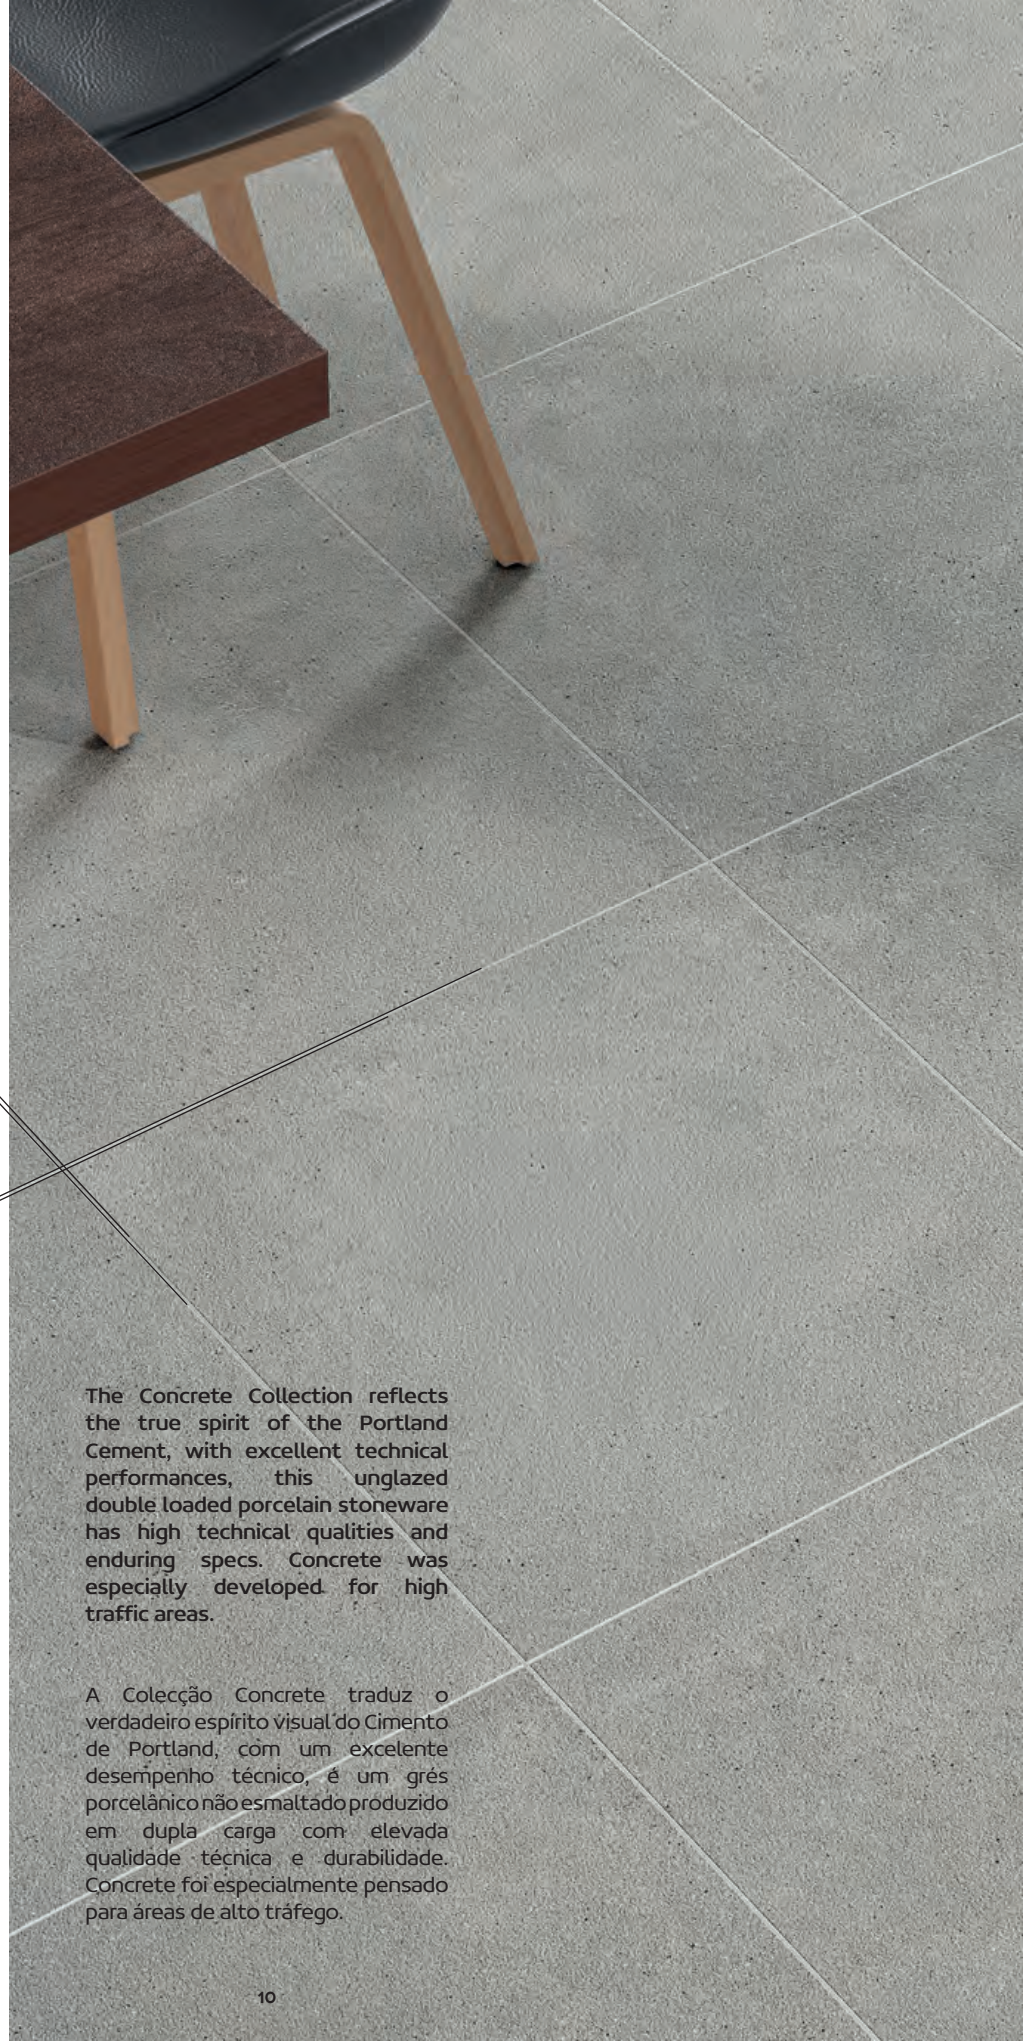 The Concrete Collection reflects
the true spirit of the Portland
Cement, with excellent technical
performances, this unglazed
double loaded porcelain stoneware
has high technical qualities and
enduring specs. Concrete was
especially developed for high
traffic areas.
A Colecção Concrete traduz o
verdadeiro espírito visual do Cimento
de Portland, com um excelente
desempenho técnico, é um grés
porcelânico não esmaltado produzido
em dupla carga com elevada
qualidade técnica e durabilidade.
Concrete foi especialmente pensado
para áreas de alto tráfego.
10